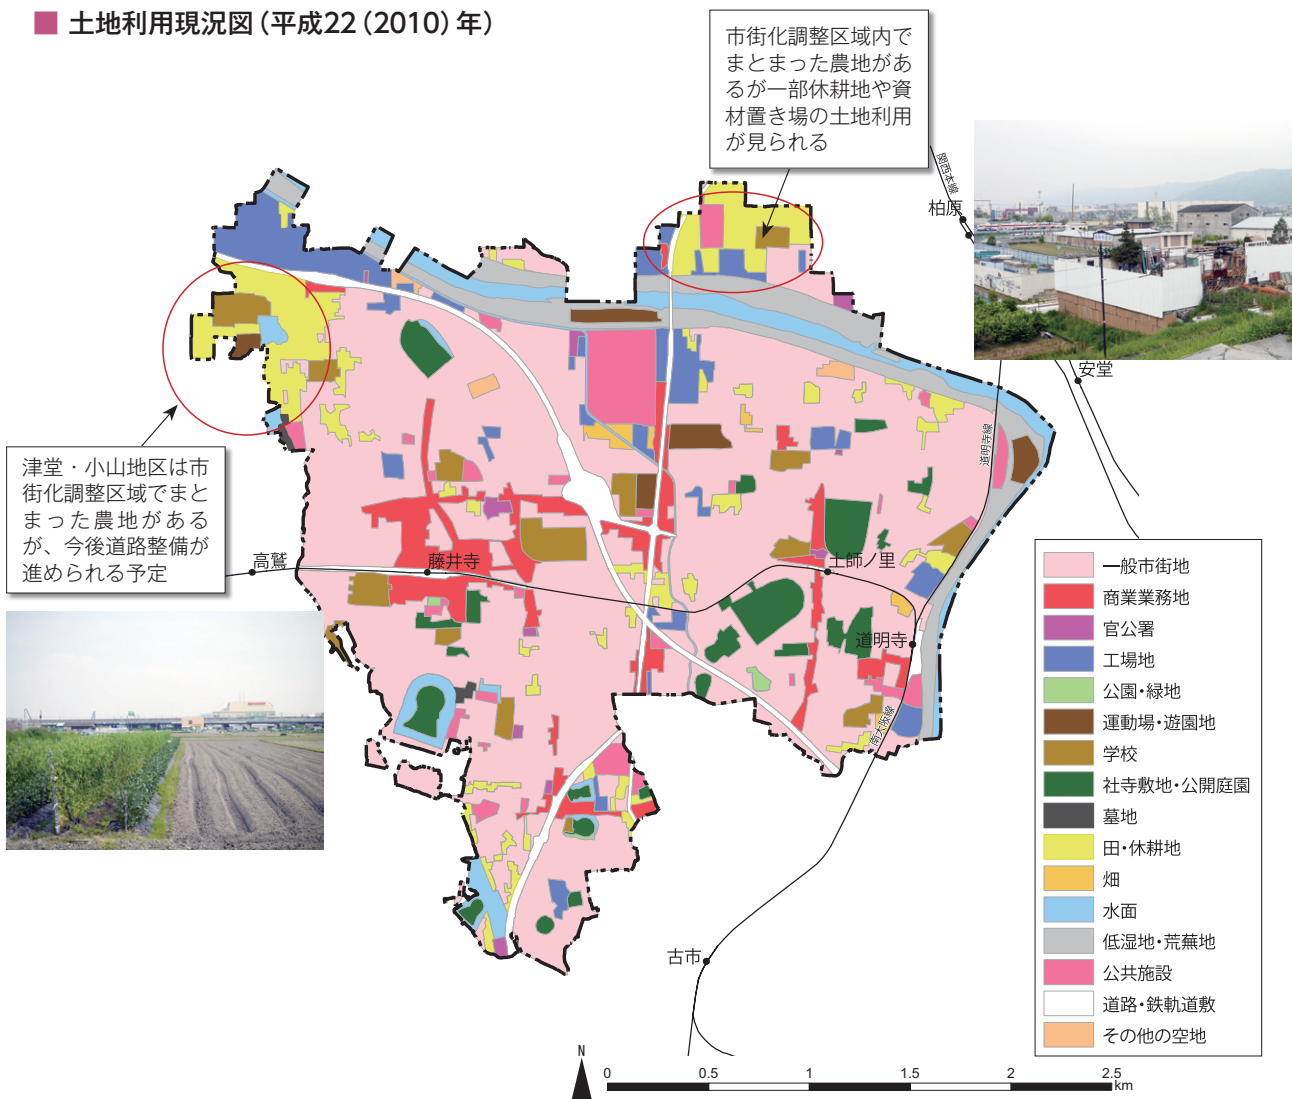 土地利用現況図（平成22（2010）年）
市街化調整区域内で
まとまった農地があ
るが一部休耕地や資
材置き場の土地利用
が見られる
関西本線
柏原
安堂
道明寺線
津堂・小山地区は市
街化調整区域でまと
まった農地がある
が、今後道路整備が
進められる予定
高鷲
藤井寺
土師ノ里
道明寺
南大阪線
古市
一般市街地
商業業務地
官公署
工場地
公園・緑地
運動場・遊園地
学校
社寺敷地・公開庭園
墓地
田・休耕地
畑
水面
低湿地・荒蕪地
公共施設
道路・鉄軌道敷
その他の空地
N
0 0.5 1 1.5 2 2.5
km